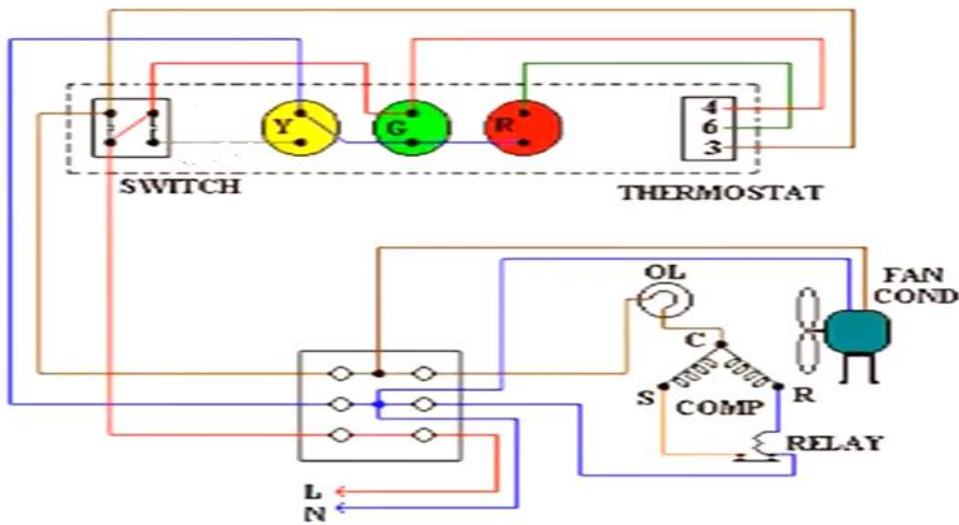 Y
G
R
4
6
3
SWITCH
THERMOSTAT
OL
FAN
COND
C
S
R
COMP
RELAY
L
N